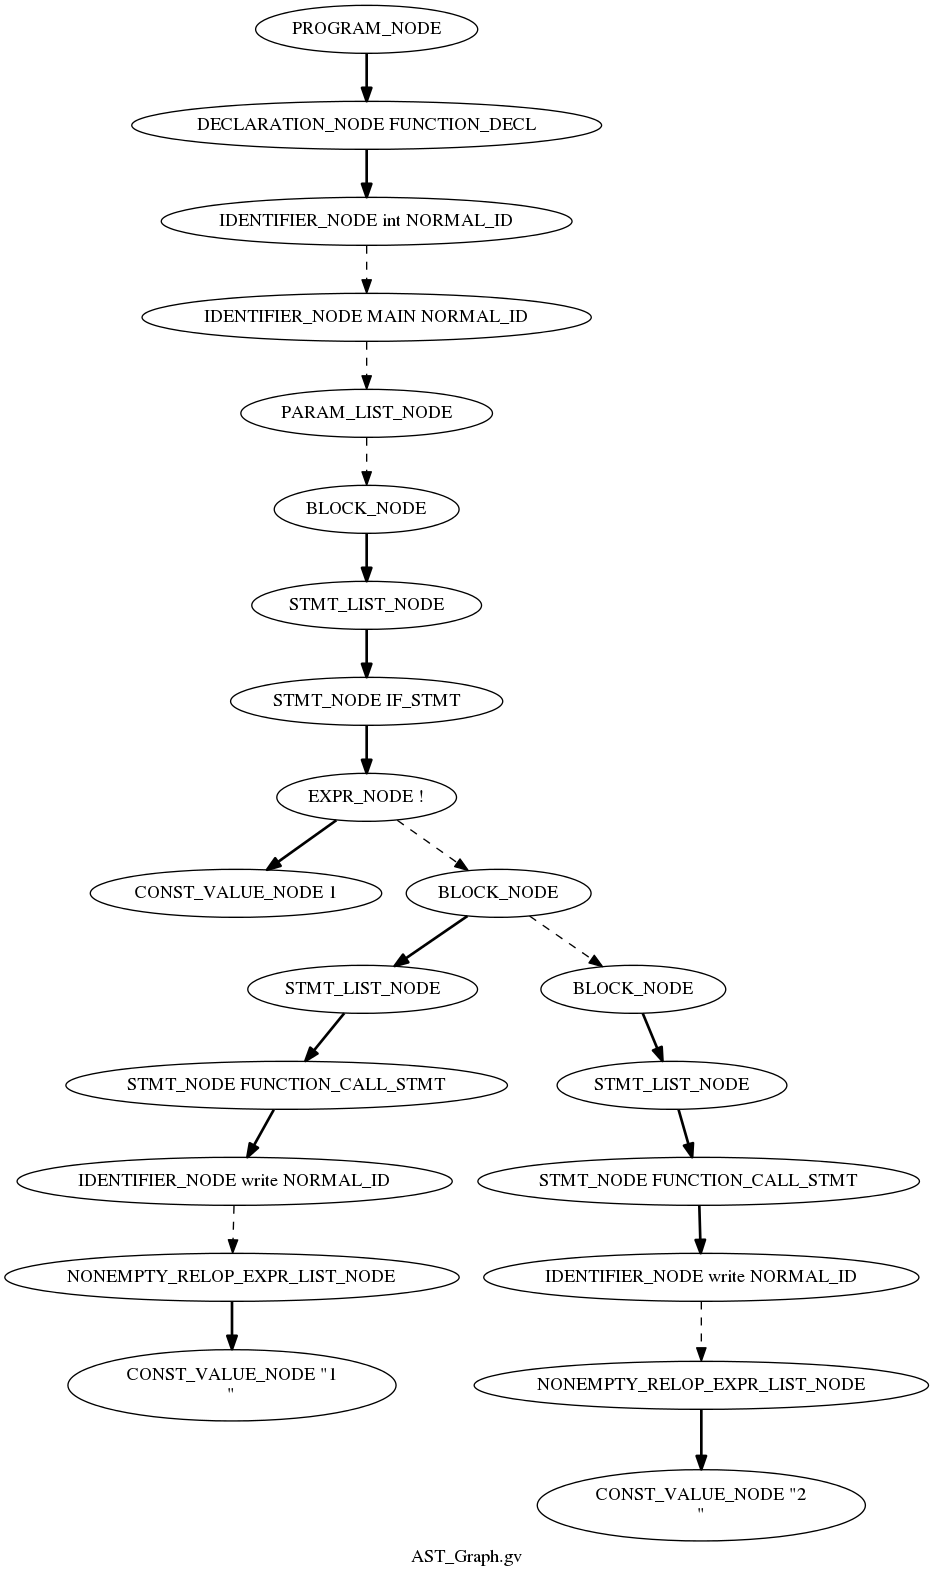 PROGRAM_NODE
DECLARATION_NODE FUNCTION_DECL
IDENTIFIER_NODE int NORMAL_ID
IDENTIFIER_NODE MAIN NORMAL_ID
PARAM_LIST_NODE
BLOCK_NODE
STMT_LIST_NODE
STMT_NODE IF_STMT
EXPR_NODE !
CONST_VALUE_NODE 1
BLOCK_NODE
STMT_LIST_NODE
BLOCK_NODE
STMT_NODE FUNCTION_CALL_STMT
STMT_LIST_NODE
IDENTIFIER_NODE write NORMAL_ID
STMT_NODE FUNCTION_CALL_STMT
NONEMPTY_RELOP_EXPR_LIST_NODE
IDENTIFIER_NODE write NORMAL_ID
CONST_VALUE_NODE "1
"
NONEMPTY_RELOP_EXPR_LIST_NODE
CONST_VALUE_NODE "2
"
AST_Graph.gv